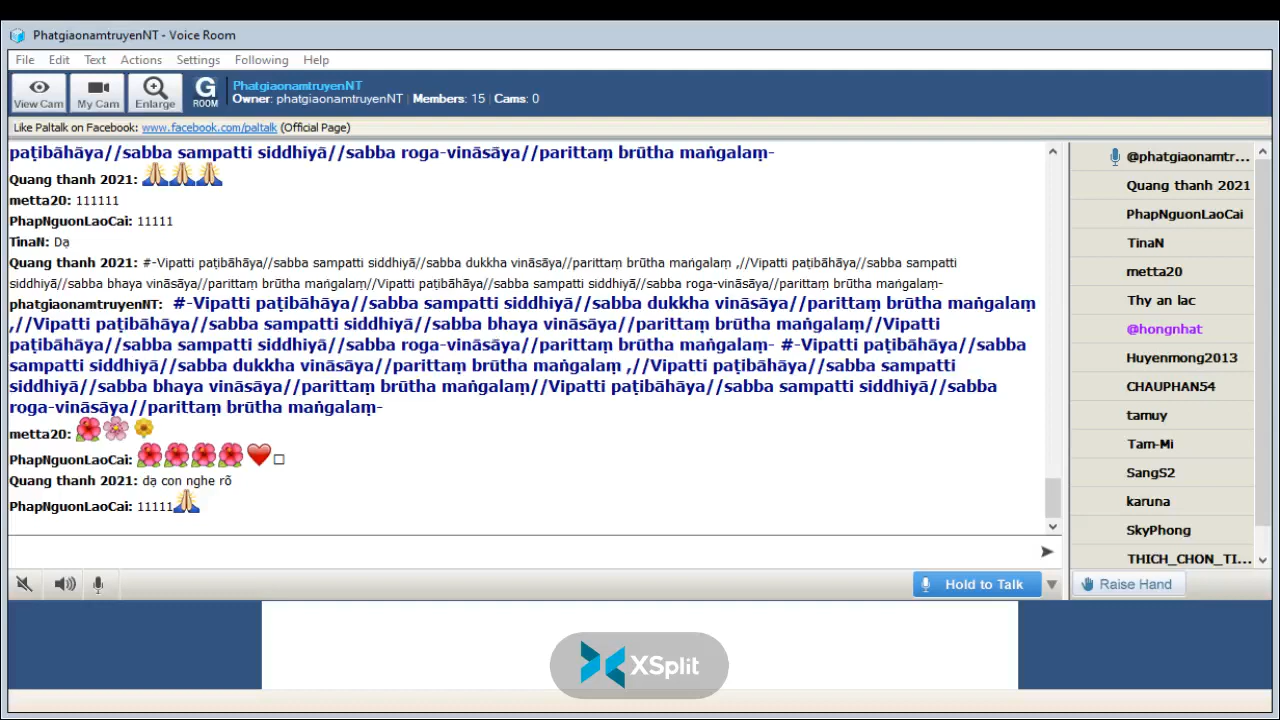 PhatgiaonamtruyenNT - Voice Room
File Edit Text Actions Settings Following Help
View Cam My Cam Enlarge G ROOM
PhatgiaonamtruyenNT
Owner: phatgiaonamtruyenNT | Members: 15 | Cams: 0
Like Paltalk on Facebook: www.facebook.com/paltalk (Official Page)
paṭibāhāya//sabba sampatti siddhiyā//sabba roga-vināsāya//parittaṃ brūtha maṅgalaṃ-
Quang thanh 2021: 🙏🙏🙏
metta20: 111111
PhapNguonLaoCai: 11111
TinaN: Dạ
Quang thanh 2021: #-Vipatti paṭibāhāya//sabba sampatti siddhiyā//sabba dukkha vināsāya//parittaṃ brūtha maṅgalaṃ ,//Vipatti paṭibāhāya//sabba sampatti
siddhiyā//sabba bhaya vināsāya//parittaṃ brūtha maṅgalaṃ//Vipatti paṭibāhāya//sabba sampatti siddhiyā//sabba roga-vināsāya//parittaṃ brūtha maṅgalaṃ-
phatgiaonamtruyenNT: #-Vipatti paṭibāhāya//sabba sampatti siddhiyā//sabba dukkha vināsāya//parittaṃ brūtha maṅgalaṃ
,//Vipatti paṭibāhāya//sabba sampatti siddhiyā//sabba bhaya vināsāya//parittaṃ brūtha maṅgalaṃ//Vipatti
paṭibāhāya//sabba sampatti siddhiyā//sabba roga-vināsāya//parittaṃ brūtha maṅgalaṃ- #-Vipatti paṭibāhāya//sabba
sampatti siddhiyā//sabba dukkha vināsāya//parittaṃ brūtha maṅgalaṃ ,//Vipatti paṭibāhāya//sabba sampatti
siddhiyā//sabba bhaya vināsāya//parittaṃ brūtha maṅgalaṃ//Vipatti paṭibāhāya//sabba sampatti siddhiyā//sabba
roga-vināsāya//parittaṃ brūtha maṅgalaṃ-
metta20: 🌺🌸🌼
PhapNguonLaoCai: 🌺🌺🌺🌺❤️□
Quang thanh 2021: dạ con nghe rõ
PhapNguonLaoCai: 11111🙏
Hold to Talk
@phatgiaonamtr...
Quang thanh 2021
PhapNguonLaoCai
TinaN
metta20
Thy an lac
@hongnhat
Huyenmong2013
CHAUPHAN54
tamuy
Tam-Mi
SangS2
karuna
SkyPhong
THICH_CHON_TI...
Raise Hand
XSplit